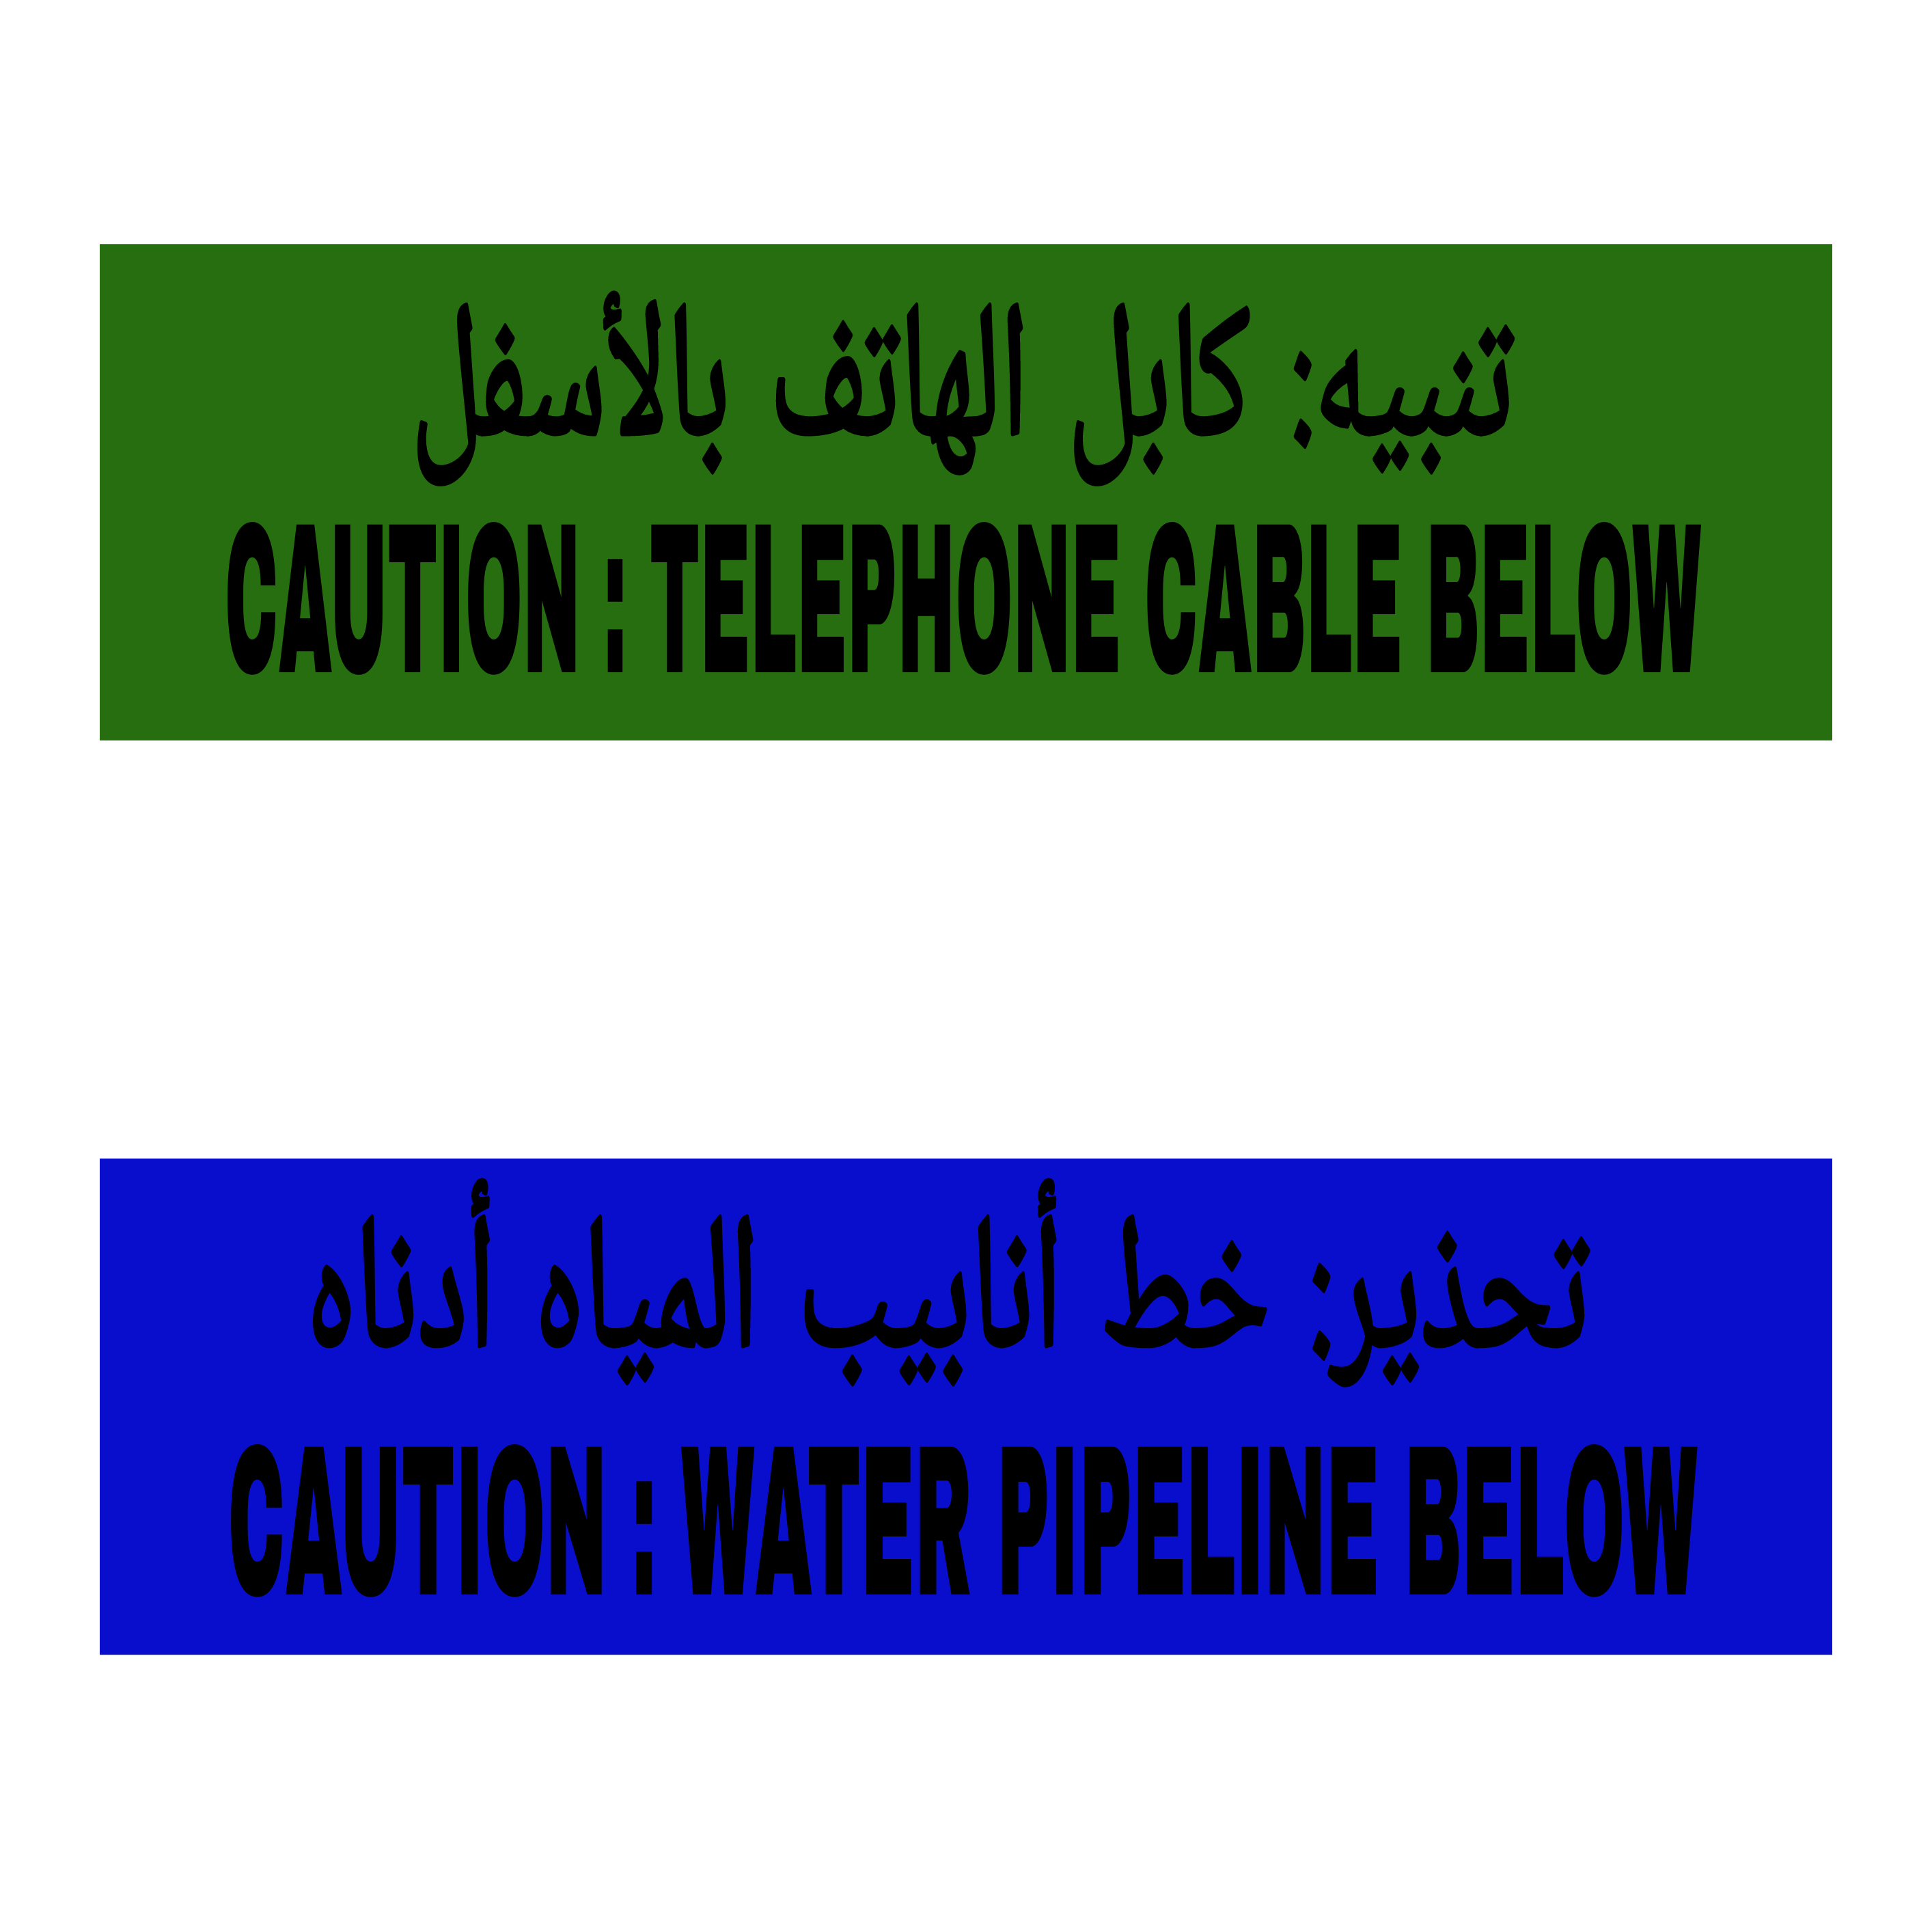 تنبيه: كابل الهاتف بالأسفل
CAUTION : TELEPHONE CABLE BELOW
تحذير: خط أنابيب المياه أدناه
CAUTION : WATER PIPELINE BELOW